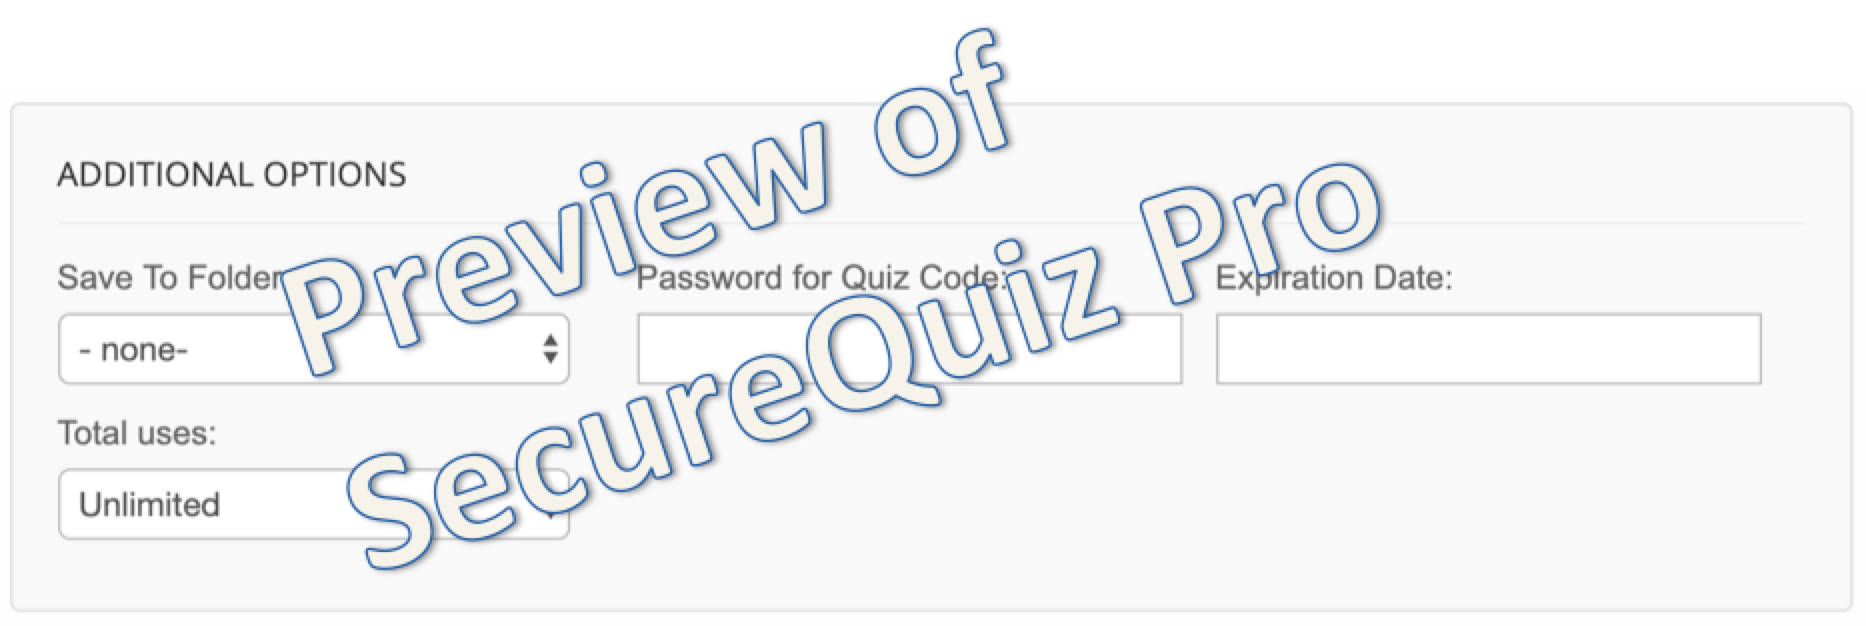 ADDITIONAL OPTIONS
Save To Folder
Password for Quiz Code:
Expiration Date:
- none-
Total uses:
Unlimited
Preview of
SecureQuiz Pro